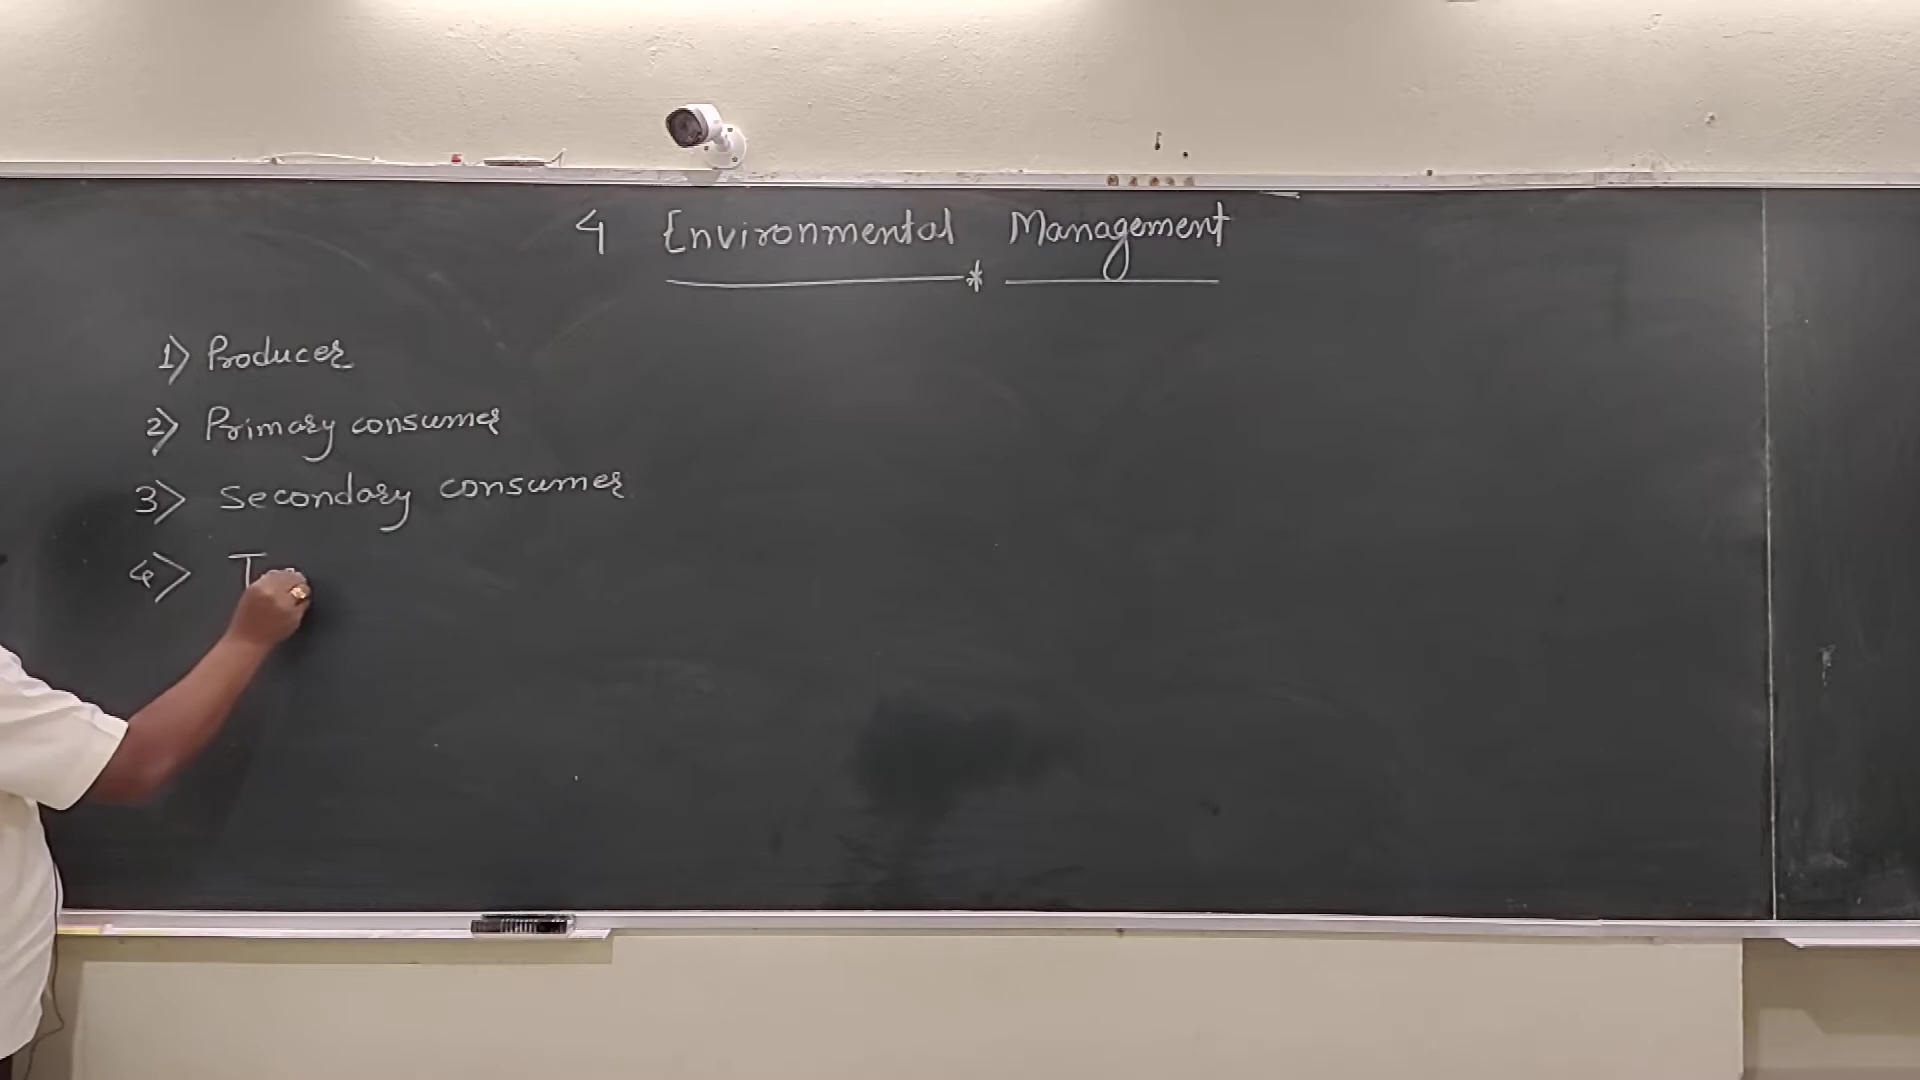 4 Environmental Management
1) Producer
2) Primary consumer
3) Secondary consumer
4) T